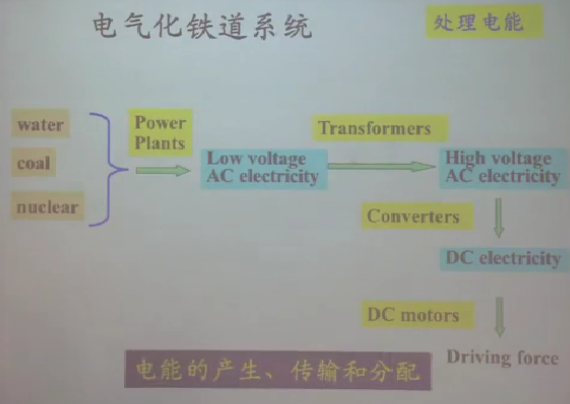 电气化铁道系统
处理电能
water
coal
nuclear
Power
Plants
Low voltage
AC electricity
Transformers
High voltage
AC electricity
Converters
DC electricity
DC motors
Driving force
电能的产生、传输和分配